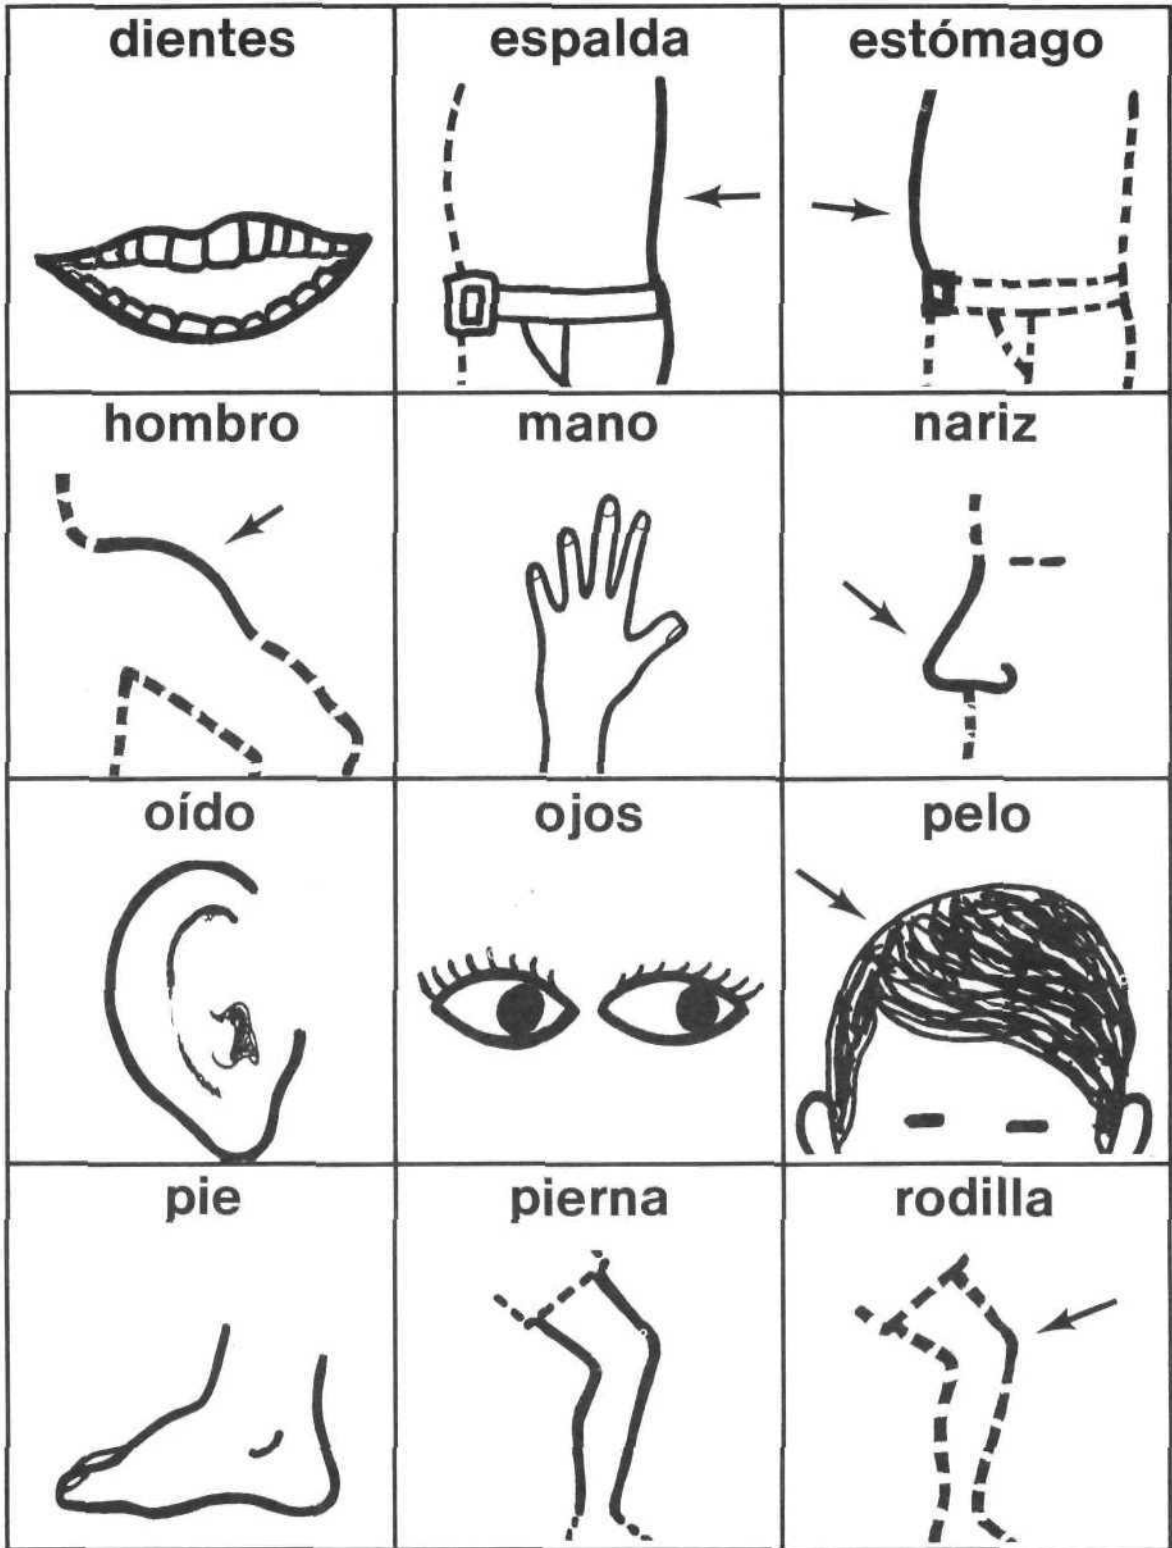 dientes
espalda
estómago
hombro
mano
nariz
oído
ojos
pelo
pie
pierna
rodilla